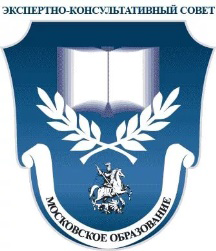 ЭКСПЕРТНО-КОНСУЛЬТАТИВНЫЙ СОВЕТ
МОСКОВСКОЕ ОБРАЗОВАНИЕ